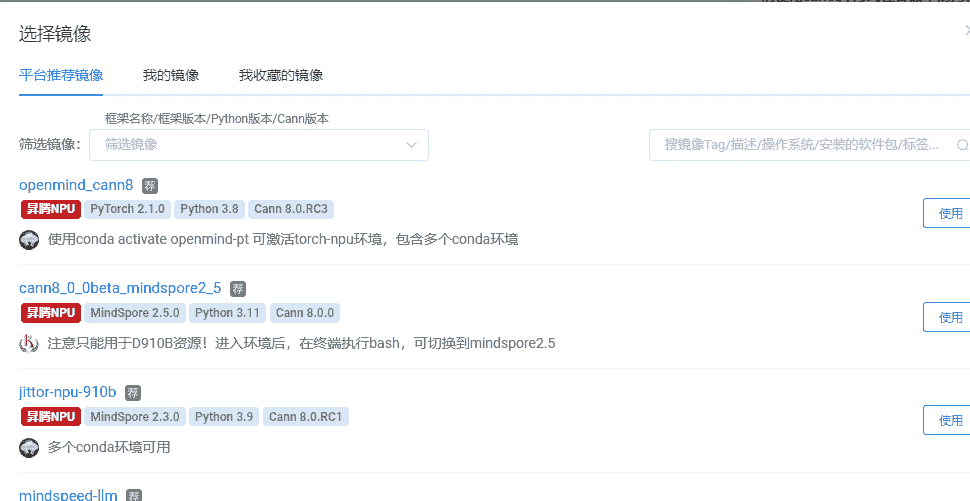 选择镜像
平台推荐镜像 我的镜像 我收藏的镜像
框架名称/框架版本/Python版本/Cann版本
筛选镜像: 筛选镜像 搜镜像Tag/描述/操作系统/安装的软件包/标签...
openmind_cann8 荐
昇腾NPU PyTorch 2.1.0 Python 3.8 Cann 8.0.RC3 使用
使用conda activate openmind-pt 可激活torch-npu环境，包含多个conda环境
cann8_0_0beta_mindspore2_5 荐
昇腾NPU MindSpore 2.5.0 Python 3.11 Cann 8.0.0 使用
注意只能用于D910B资源！进入环境后，在终端执行bash，可切换到mindspore2.5
jittor-npu-910b 荐
昇腾NPU MindSpore 2.3.0 Python 3.9 Cann 8.0.RC1 使用
多个conda环境可用
mindspeed-llm 荐